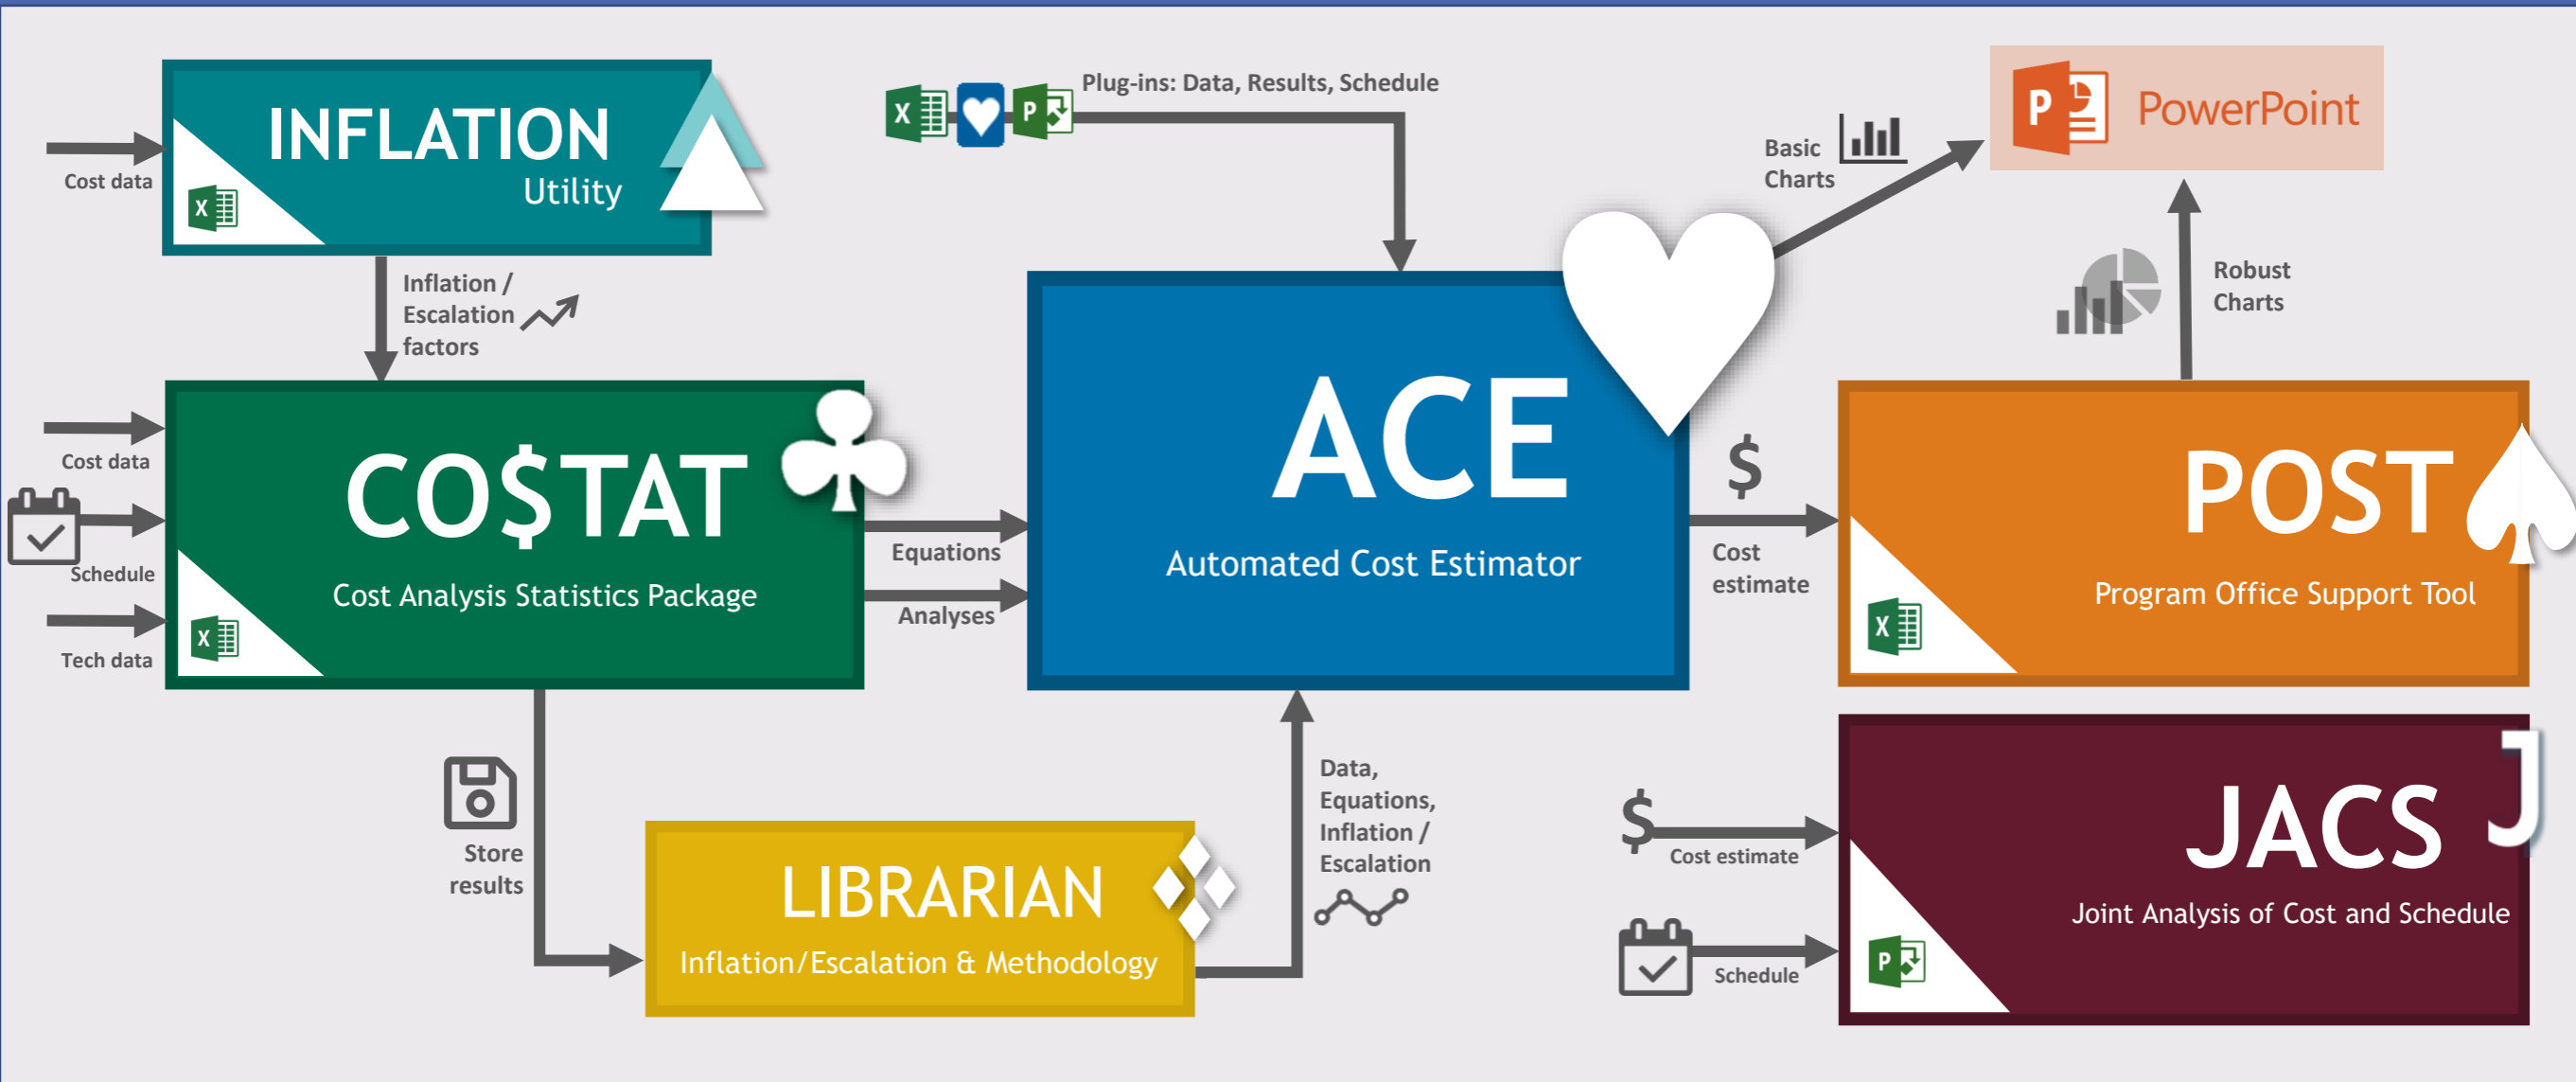 INFLATION
Utility
Cost data
X
Inflation /
Escalation
factors
X
P
Plug-ins: Data, Results, Schedule
Basic
Charts
P
PowerPoint
Robust
Charts
Cost data
Schedule
Tech data
CO$TAT
Cost Analysis Statistics Package
X
Equations
Analyses
ACE
Automated Cost Estimator
$
Cost
estimate
POST
Program Office Support Tool
X
Store
results
LIBRARIAN
Inflation/Escalation & Methodology
Data,
Equations,
Inflation /
Escalation
$
Cost estimate
Schedule
J
JACS
Joint Analysis of Cost and Schedule
P